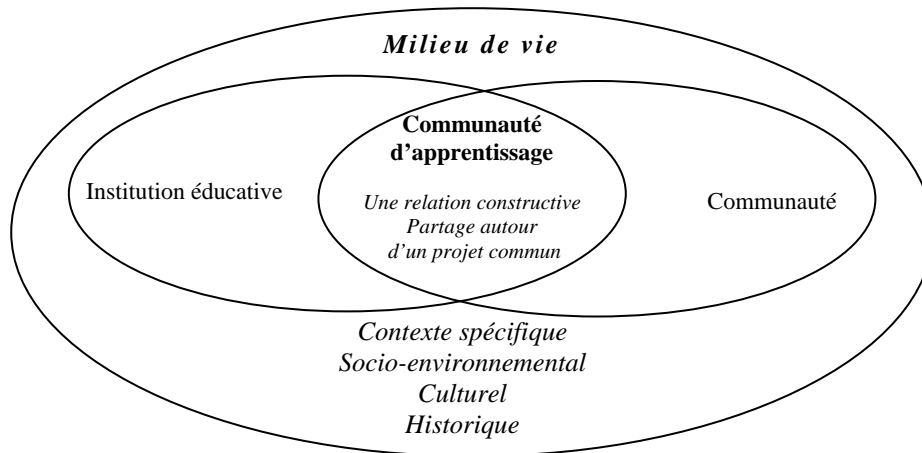 Milieu de vie
Communauté
d'apprentissage
Institution éducative
Une relation constructive
Partage autour
d'un projet commun
Communauté
Contexte spécifique
Socio-environnemental
Culturel
Historique